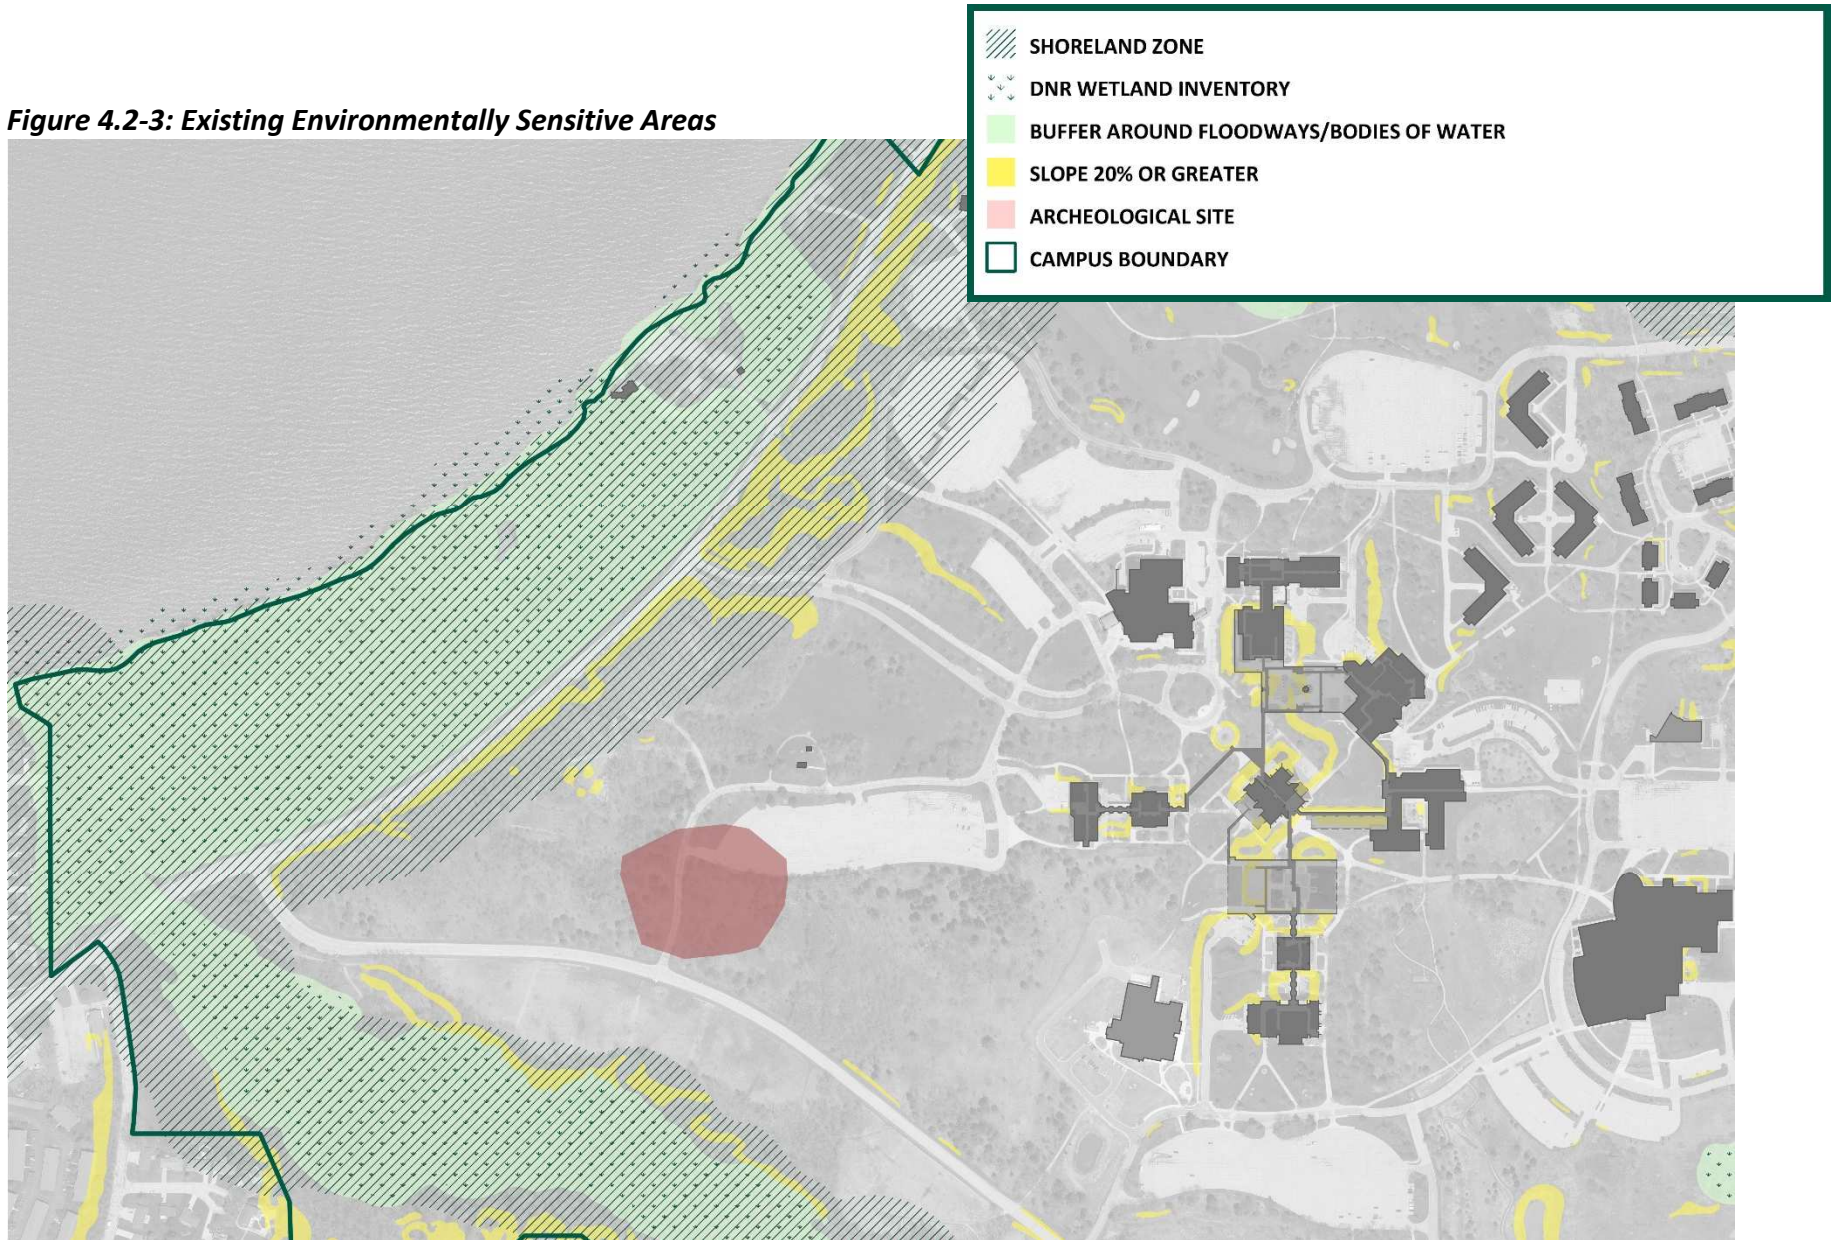 SHORELAND ZONE
DNR WETLAND INVENTORY
Figure 4.2-3: Existing Environmentally Sensitive Areas
BUFFER AROUND FLOODWAYS/BODIES OF WATER
SLOPE 20% OR GREATER
ARCHEOLOGICAL SITE
CAMPUS BOUNDARY